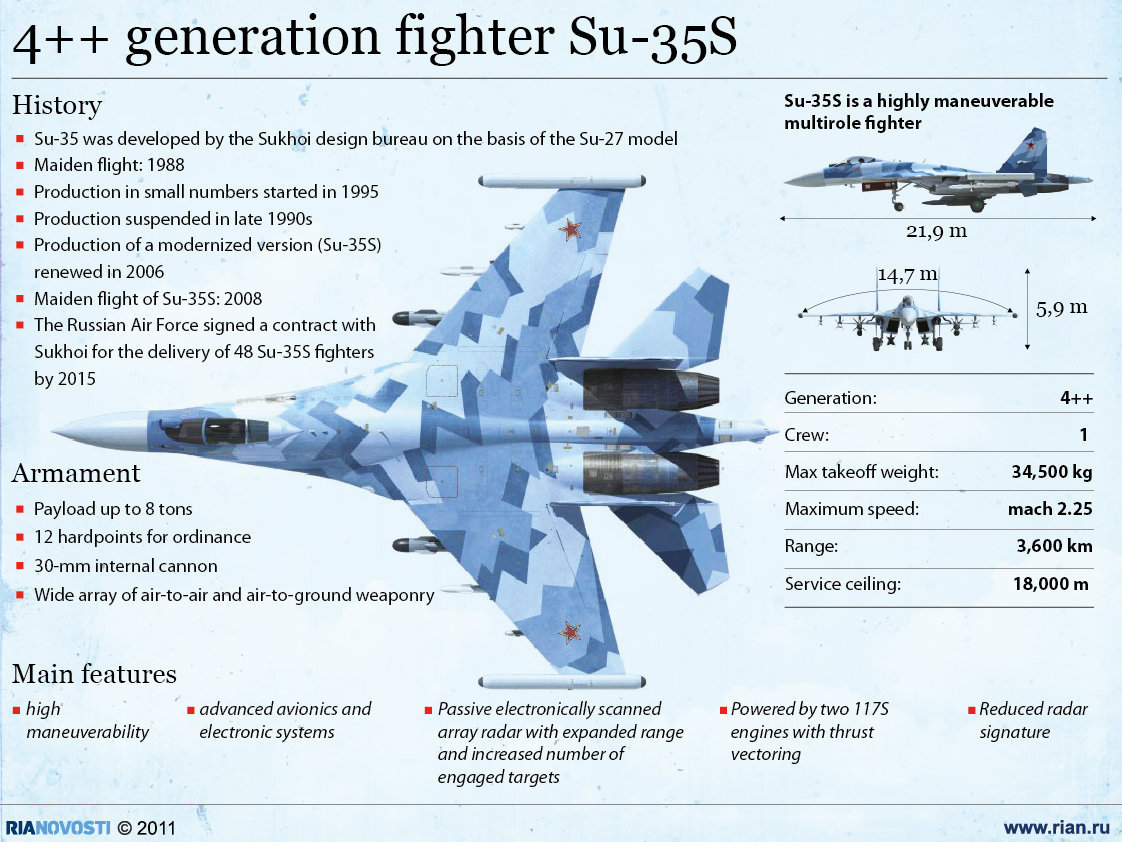 4++ generation fighter Su-35S
History
Su-35 was developed by the Sukhoi design bureau on the basis of the Su-27 model
Maiden flight: 1988
Production in small numbers started in 1995
Production suspended in late 1990s
Production of a modernized version (Su-35S)
renewed in 2006
Maiden flight of Su-35S: 2008
The Russian Air Force signed a contract with
Sukhoi for the delivery of 48 Su-35S fighters
by 2015
Armament
Payload up to 8 tons
12 hardpoints for ordinance
30-mm internal cannon
Wide array of air-to-air and air-to-ground weaponry
Su-35S is a highly maneuverable
multirole fighter
21,9 m
14,7 m
5,9 m
Generation: 4++
Crew: 1
Max takeoff weight: 34,500 kg
Maximum speed: mach 2.25
Range: 3,600 km
Service ceiling: 18,000 m
Main features
high
maneuverability
advanced avionics and
electronic systems
Passive electronically scanned
array radar with expanded range
and increased number of
engaged targets
Powered by two 117S
engines with thrust
vectoring
Reduced radar
signature
RIANOVOSTI © 2011
www.rian.ru